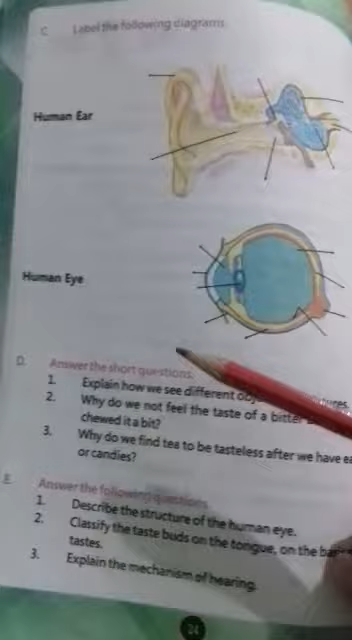 C. Label the following diagrams.
Human Ear
Human Eye
D. Answer the short questions.
1. Explain how we see different
2. Why do we not feel the taste of a bitter
chewed it a bit?
3. Why do we find tea to be tasteless after we have
or candies?
E. Answer the following questions.
1. Describe the structure of the human eye.
2. Classify the taste buds on the tongue, on the
tastes.
3. Explain the mechanism of hearing.
24